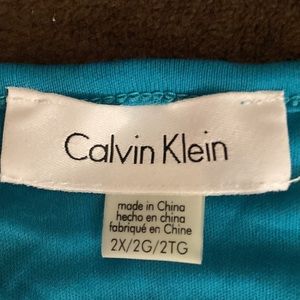 Calvin Klein
made in China
hecho en china
fabriqué en Chine
2X/2G/2TG